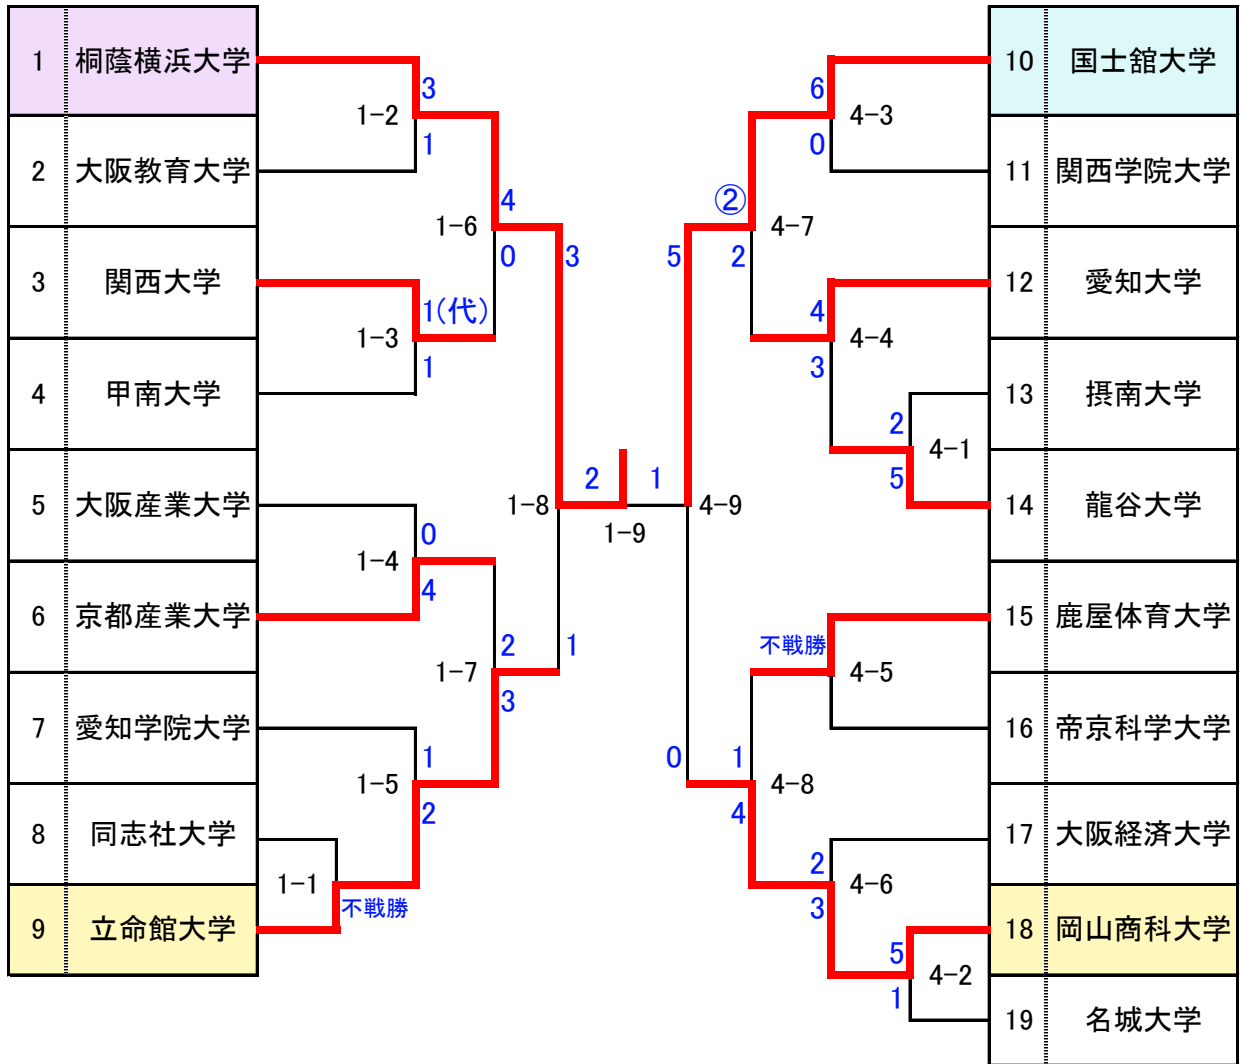 1 桐蔭横浜大学
2 大阪教育大学
3 関西大学
4 甲南大学
5 大阪産業大学
6 京都産業大学
7 愛知学院大学
8 同志社大学
9 立命館大学
3
1-2
1
4
1-6
0
1(代)
1-3
1
3
0
1-4
4
2
1-7
3
1
1-5
2
1-1
不戦勝
1-8
1
2
1
1-9
10 国士舘大学
11 関西学院大学
12 愛知大学
13 摂南大学
14 龍谷大学
15 鹿屋体育大学
16 帝京科学大学
17 大阪経済大学
18 岡山商科大学
19 名城大学
6
4-3
0
②
4-7
2
5
4
4-4
3
2
4-1
5
4-9
不戦勝
4-5
0
1
4-8
4
2
4-6
3
5
4-2
1